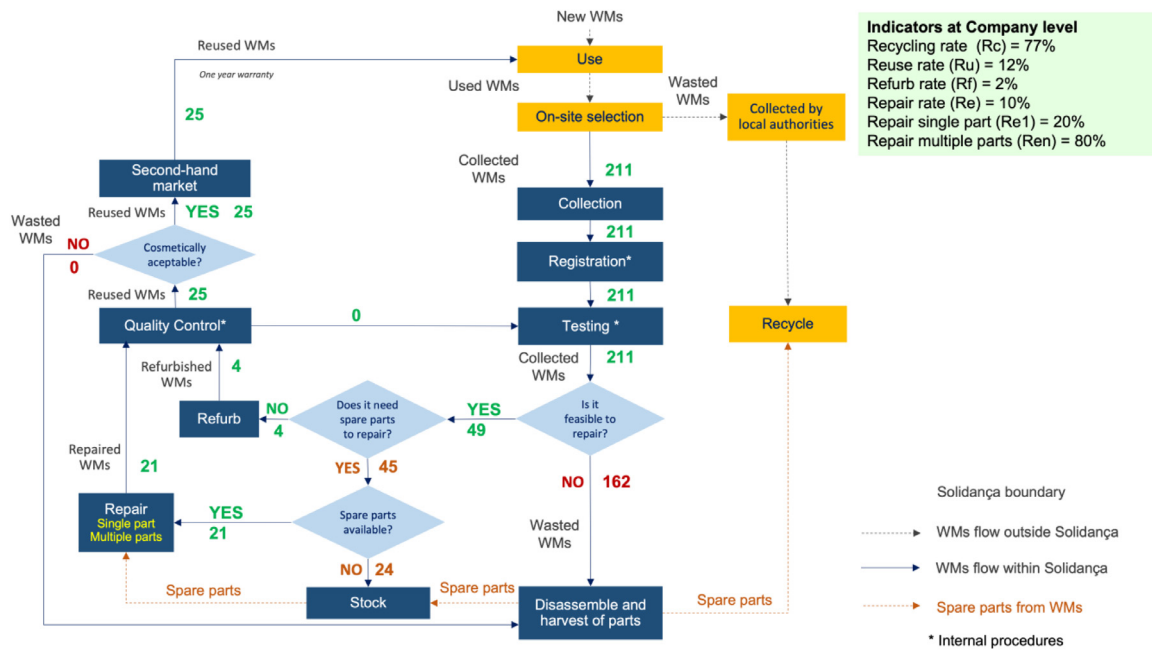 New WMs
Indicators at Company level
Recycling rate  (Rc) = 77%
Reuse rate (Ru) = 12%
Refurb rate (Rf) = 2%
Repair rate (Re) = 10%
Repair single part (Re1) = 20%
Repair multiple parts (Ren) = 80%
Reused WMs
One year warranty
25
Use
Used WMs
Wasted
WMs
On-site selection
Collected by
local authorities
Collected
WMs
211
Second-hand
market
Collection
Reused WMs
YES 25
211
Wasted
WMs
NO
0
Cosmetically
aceptable?
Registration*
Reused WMs
25
211
Quality Control*
0
Testing *
Recycle
Refurbished
WMs
4
Collected
WMs
211
Refurb
NO
4
Does it need
spare parts
to repair?
YES
49
Is it
feasible to
repair?
Repaired
WMs
21
YES 45
NO 162
Repair
Single part
Multiple parts
YES
21
Spare parts
available?
Wasted
WMs
NO 24
Spare parts
Stock
Spare parts
Disassemble and
harvest of parts
Spare parts
Solidança boundary
WMs flow outside Solidança
WMs flow within Solidança
Spare parts from WMs
* Internal procedures